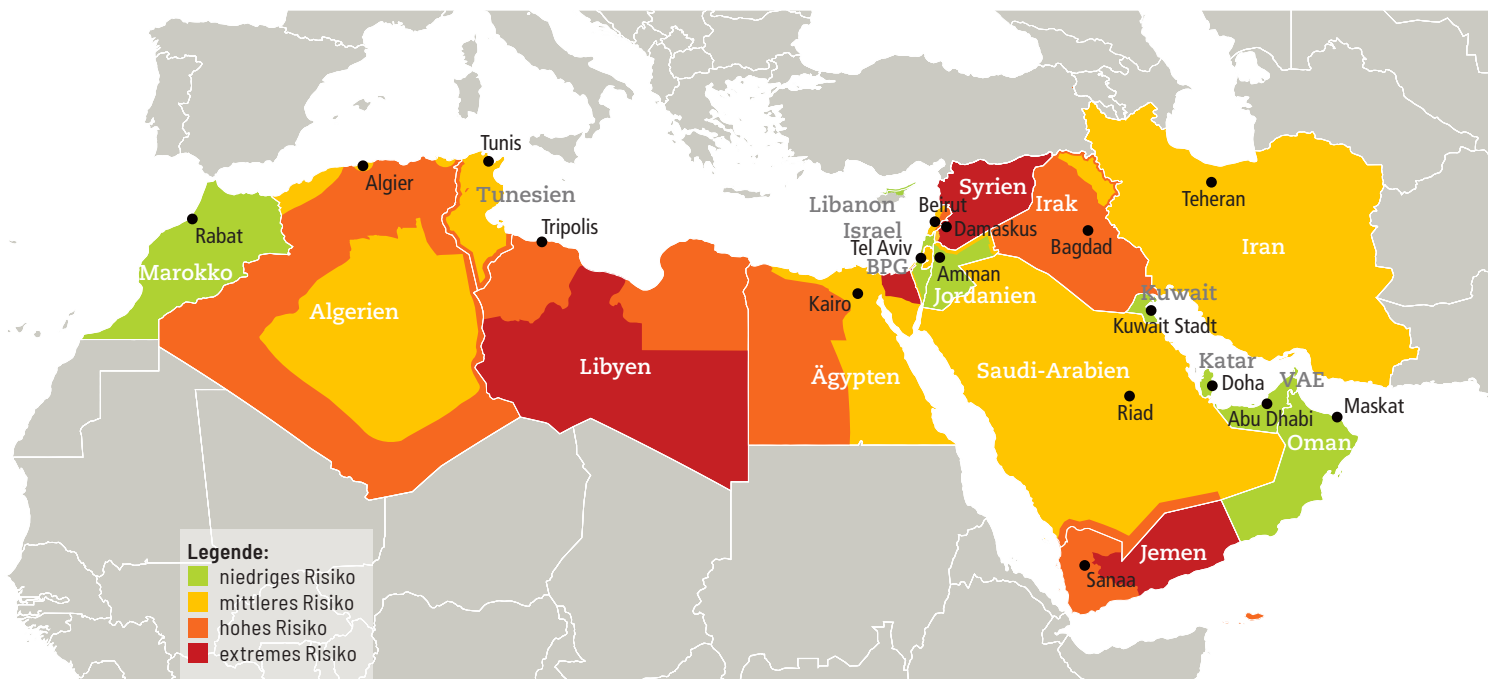 Tunis
Algier
Tunesien
Syrien
Teheran
Libanon
Beirut
Irak
Rabat
Tripolis
Israel
Damaskus
Bagdad
Iran
Tel Aviv
Marokko
BPG
Amman
Jordanien
Kuwait
Kairo
Algerien
Kuwait Stadt
Libyen
Ägypten
Saudi-Arabien
Katar
Doha
VAE
Riad
Abu Dhabi
Maskat
Oman
Legende:
niedriges Risiko
mittleres Risiko
hohes Risiko
extremes Risiko
Jemen
Sanaa